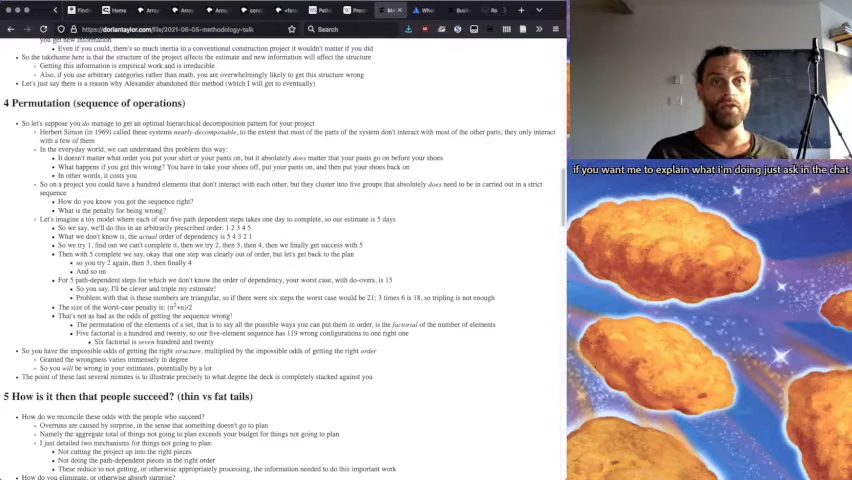 Findi
Home
Array
Array
Array
const
<form
Pathl
Prese
ble
What
Busin
Re
https://doriantaylor.com/file/2021-06-05-methodology-talk
Search
you get new information
Even if you could, there's so much inertia in a conventional construction project it wouldn't matter if you did
So the takehome here is that the structure of the project affects the estimate and new information will affect the structure
Getting this information is empirical work and is irreducible
Also, if you use arbitrary categories rather than math, you are overwhelmingly likely to get this structure wrong
Let's just say there is a reason why Alexander abandoned this method (which I will get to eventually)
4 Permutation (sequence of operations)
So let's suppose you do manage to get an optimal hierarchical decomposition pattern for your project
Herbert Simon (in 1969) called these systems nearly-decomposable, to the extent that most of the parts of the system don't interact with most of the other parts; they only interact
with a few of them
In the everyday world, we can understand this problem this way:
It doesn't matter what order you put your shirt or your pants on, but it absolutely does matter that your pants go on before your shoes
What happens if you get this wrong? You have to take your shoes off, put your pants on, and then put your shoes back on
In other words, it costs you
So on a project you could have a hundred elements that don't interact with each other, but they cluster into five groups that absolutely does need to be carried out in a strict
sequence
How do you know you got the sequence right?
What is the penalty for being wrong?
Let's imagine a toy model where each of our five path dependent steps takes one day to complete, so our estimate is 5 days
So we say, we'll do this in an arbitrarily prescribed order: 1 2 3 4 5
What we don't know is, the actual order of dependency is 5 4 3 2 1
So we try 1, find out we can't complete it, then we try 2, then 3, then 4, then we finally get success with 5
Then with 5 complete we say, okay that one was clearly out of order, but let's get back to the plan
so you try 2 again, then 3, then finally 4
And so on
For 5 path-dependent steps for which we don't know the order of dependency, your worst case, with do-overs, is 15
So you say, I'll be clever and triple my estimate!
Problem with that is these numbers are triangular, so if there were six steps the worst case would be 21; 3 times 6 is 18, so tripling is not enough
The size of the worst-case penalty is: (n²+n)/2
That's not as bad as the odds of getting the sequence wrong!
The permutation of the elements of a set, that is to say all the possible ways you can put them in order, is the factorial of the number of elements
Five factorial is a hundred and twenty, so our five-element sequence has 119 wrong configurations to one right one
Six factorial is seven hundred and twenty
So you have the impossible odds of getting the right structure, multiplied by the impossible odds of getting the right order
Granted the wrongness varies immensely in degree
So you will be wrong in your estimates, potentially by a lot
The point of these last several minutes is to illustrate precisely to what degree the deck is completely stacked against you
5 How is it then that people succeed? (thin vs fat tails)
How do we reconcile these odds with the people who succeed?
Overruns are caused by surprise, in the sense that something doesn't go to plan
Namely the aggregate total of things not going to plan exceeds your budget for things not going to plan
I just detailed two mechanisms for things not going to plan:
Not cutting the project up into the right pieces
Not doing the path-dependent pieces in the right order
These reduce to not getting, or otherwise appropriately processing, the information needed to do this important work
How do you eliminate, or otherwise absorb surprise?
if you want me to explain what i'm doing just ask in the chat